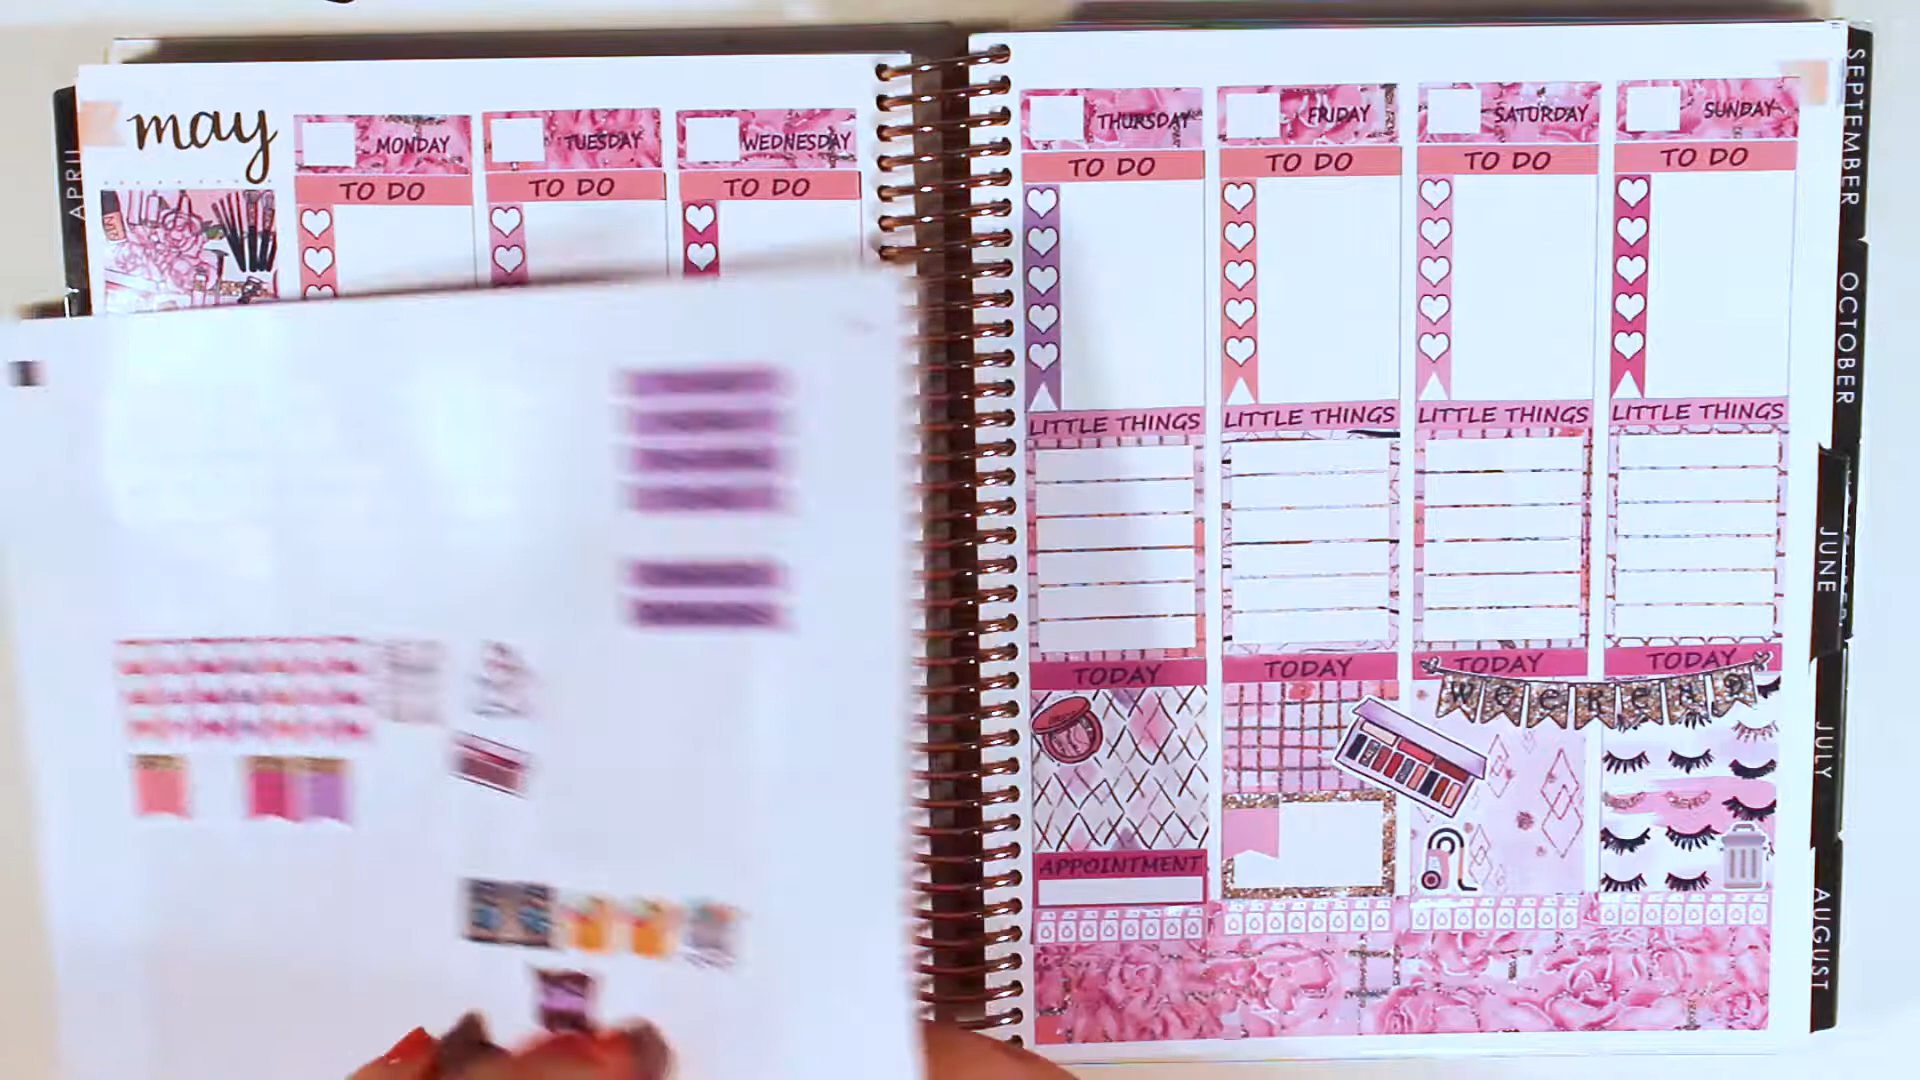 may
MONDAY
TUESDAY
WEDNESDAY
TO DO
TO DO
TO DO
APRIL
THURSDAY
FRIDAY
SATURDAY
SUNDAY
TO DO
TO DO
TO DO
TO DO
LITTLE THINGS
LITTLE THINGS
LITTLE THINGS
LITTLE THINGS
TODAY
TODAY
TODAY
TODAY
WEEKEND
APPOINTMENT
SEPTEMBER
OCTOBER
JUNE
JULY
AUGUST